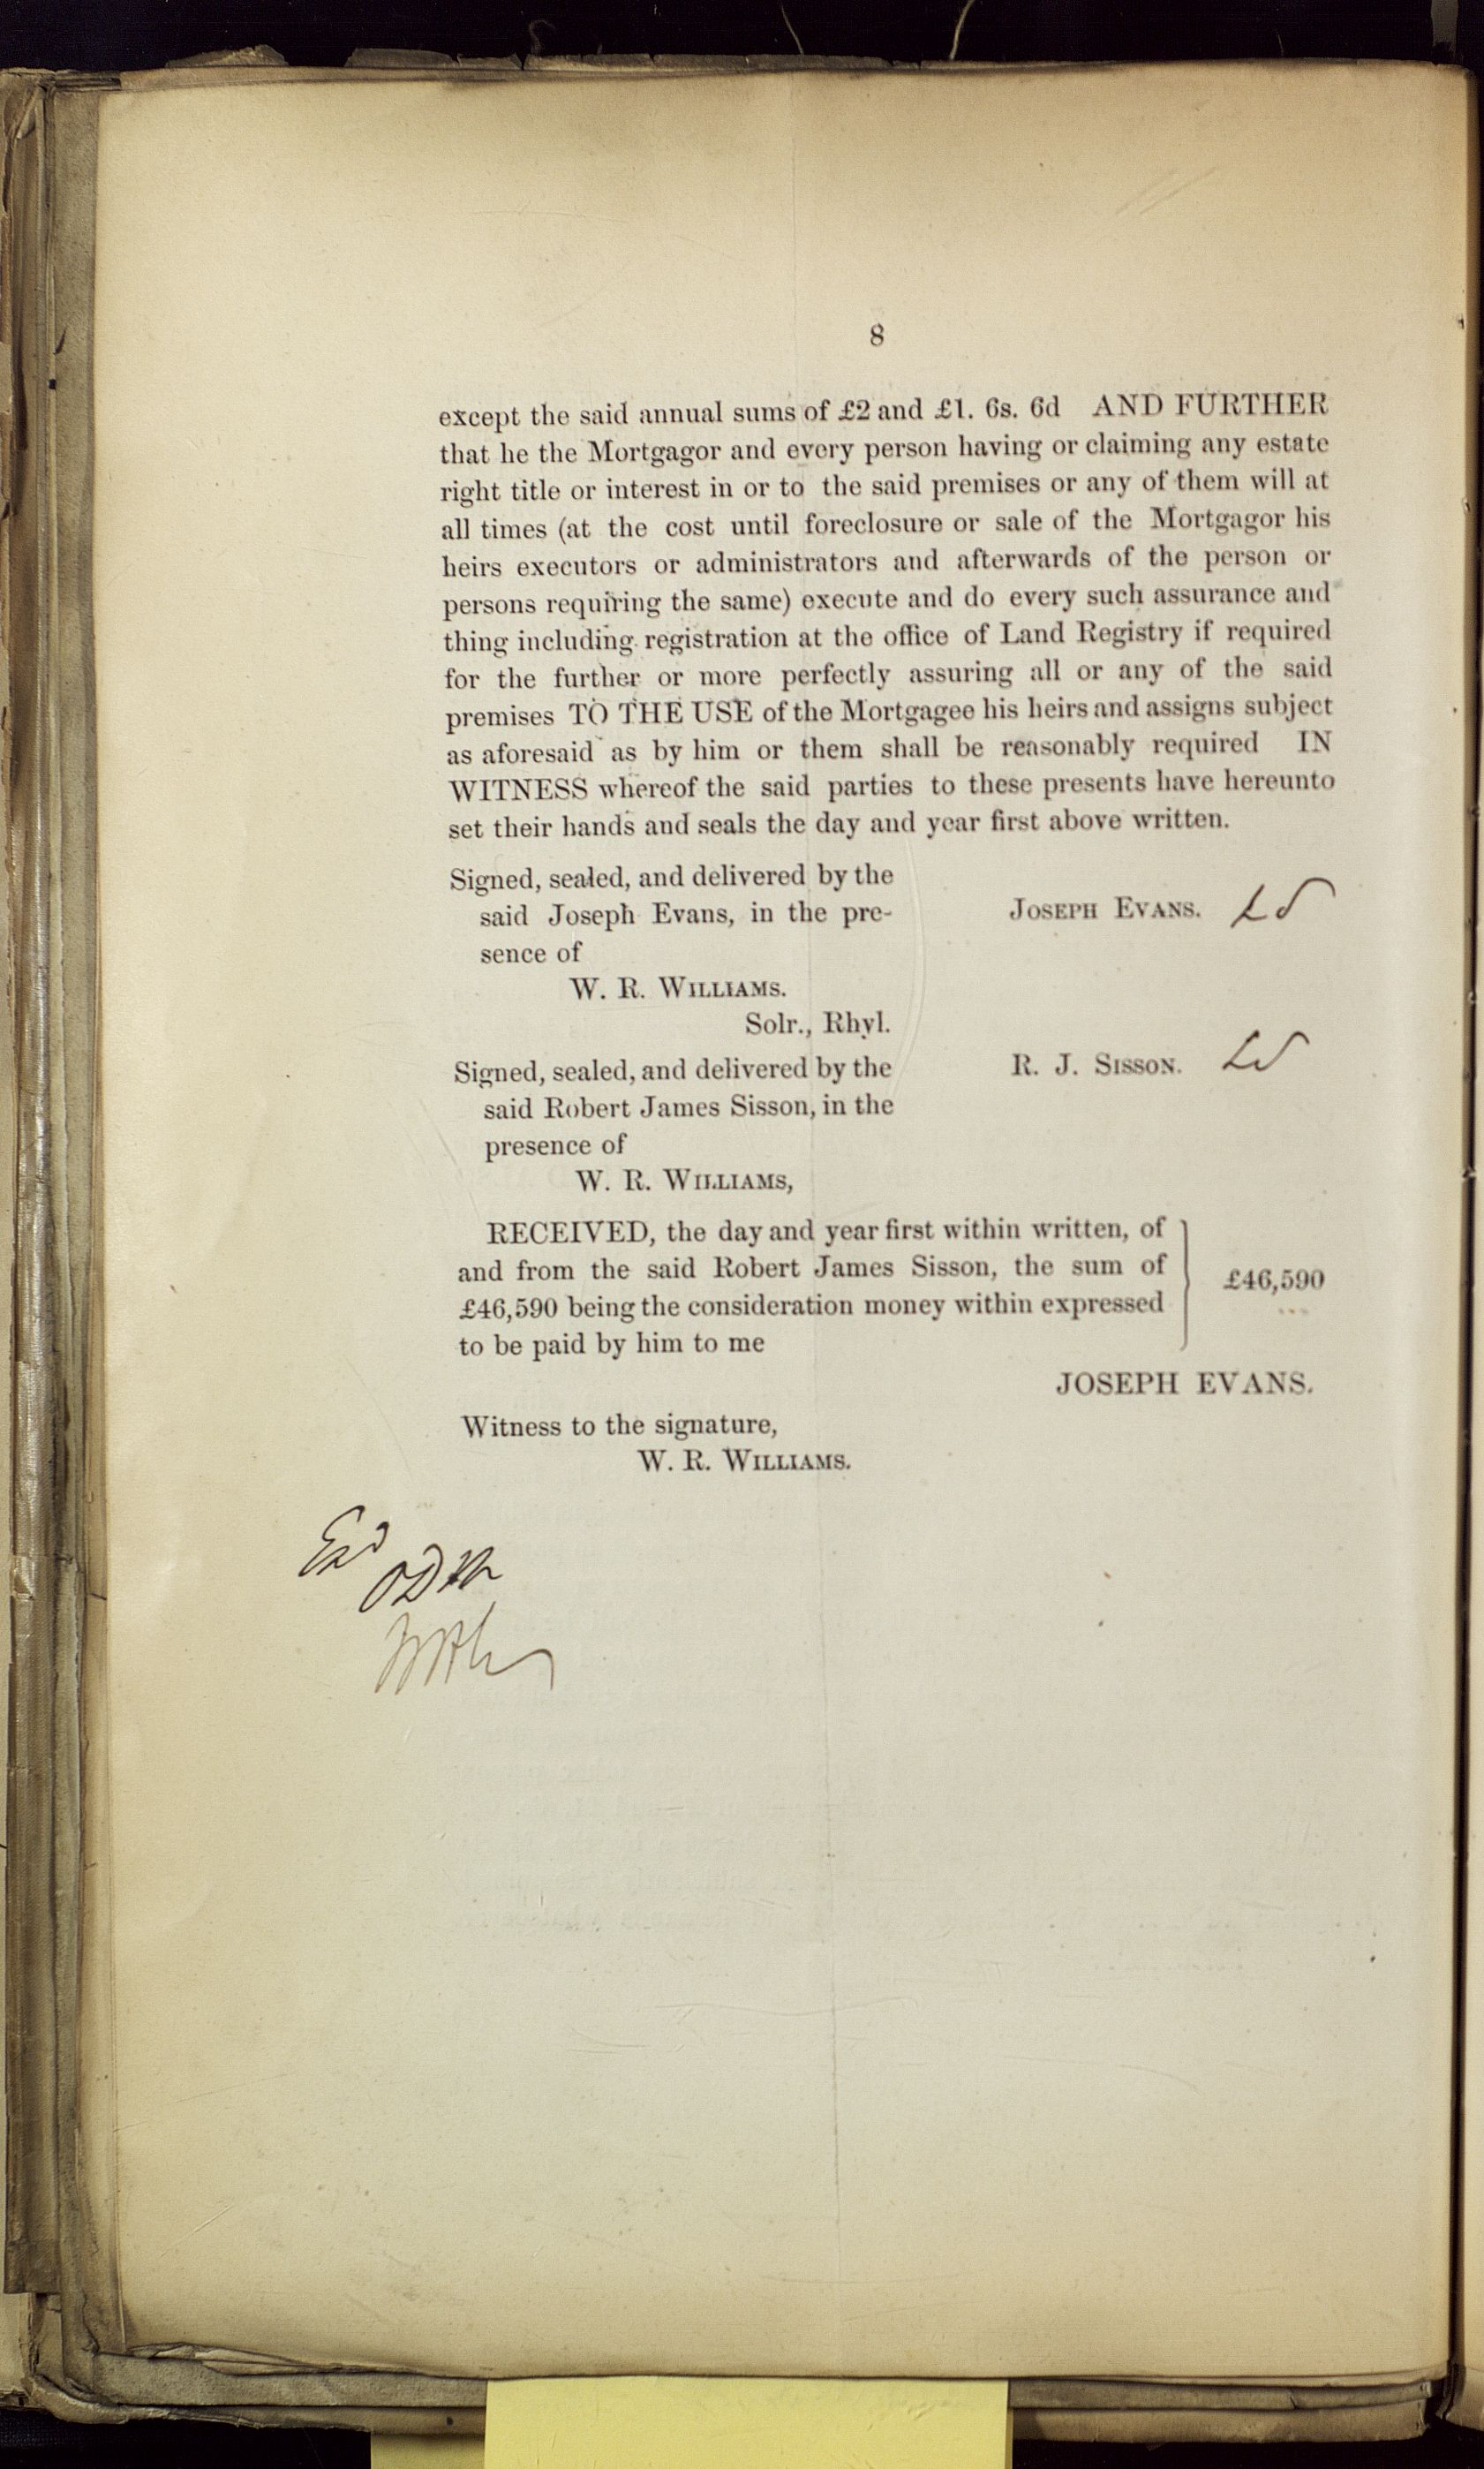 8
except the said annual sums of £2 and £1. 6s. 6d AND FURTHER
that he the Mortgagor and every person having or claiming any estate
right title or interest in or to the said premises or any of them will at
all times (at the cost until foreclosure or sale of the Mortgagor his
heirs executors or administrators and afterwards of the person or
persons requiring the same) execute and do every such assurance and
thing including registration at the office of Land Registry if required
for the further or more perfectly assuring all or any of the said
premises TO THE USE of the Mortgagee his heirs and assigns subject
as aforesaid as by him or them shall be reasonably required IN
WITNESS whereof the said parties to these presents have hereunto
set their hands and seals the day and year first above written.
Signed, sealed, and delivered by the
said Joseph Evans, in the pre-
sence of
JOSEPH EVANS. LS
W. R. WILLIAMS.
Solr., Rhyl.
Signed, sealed, and delivered by the
said Robert James Sisson, in the
presence of
R. J. SISSON. LS
W. R. WILLIAMS,
RECEIVED, the day and year first within written, of
and from the said Robert James Sisson, the sum of
£46,590 being the consideration money within expressed
to be paid by him to me
£46,590
JOSEPH EVANS.
Witness to the signature,
W. R. WILLIAMS.